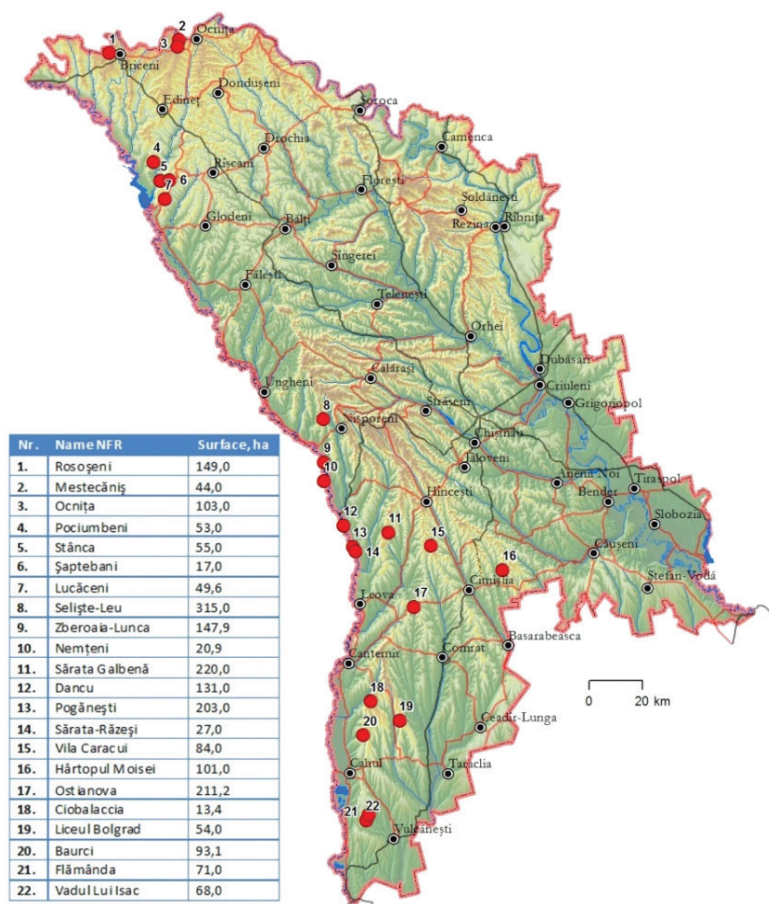 1
2
3
Ocnița
Briceni
Edineț
Dondușeni
Soroca
Camenca
4
5
6
7
Rîșcani
Drochia
Florești
Șoldănești
Rezina
Rîbnița
Glodeni
Bălți
Sîngerei
Fălești
Telenești
Orhei
Dubăsari
Criuleni
Grigoriopol
Ungheni
Călărași
Strășeni
8
Nisporeni
Chișinău
Ialoveni
9
10
Anenii Noi
Tiraspol
Bender
Hîncești
Slobozia
12
11
13
14
15
Căușeni
16
Ștefan-Vodă
Leova
17
Cimișlia
Basarabeasca
Cantemir
Comrat
0 20 km
18
19
20
Ceadîr-Lunga
Cahul
Taraclia
21
22
Vulcănești
Nr. Name NFR Surface, ha
1. Rosoșeni 149,0
2. Mestecăniș 44,0
3. Ocnița 103,0
4. Pociumbeni 53,0
5. Stânca 55,0
6. Șaptebani 17,0
7. Lucăceni 49,6
8. Seliște-Leu 315,0
9. Zberoaia-Lunca 147,9
10. Nemțeni 20,9
11. Sărata Galbenă 220,0
12. Dancu 131,0
13. Pogănești 203,0
14. Sărata-Răzeși 27,0
15. Vila Caracui 84,0
16. Hârtopul Moisei 101,0
17. Ostianova 211,2
18. Ciobalaccia 13,4
19. Liceul Bolgrad 54,0
20. Baurci 93,1
21. Flămânda 71,0
22. Vadul Lui Isac 68,0